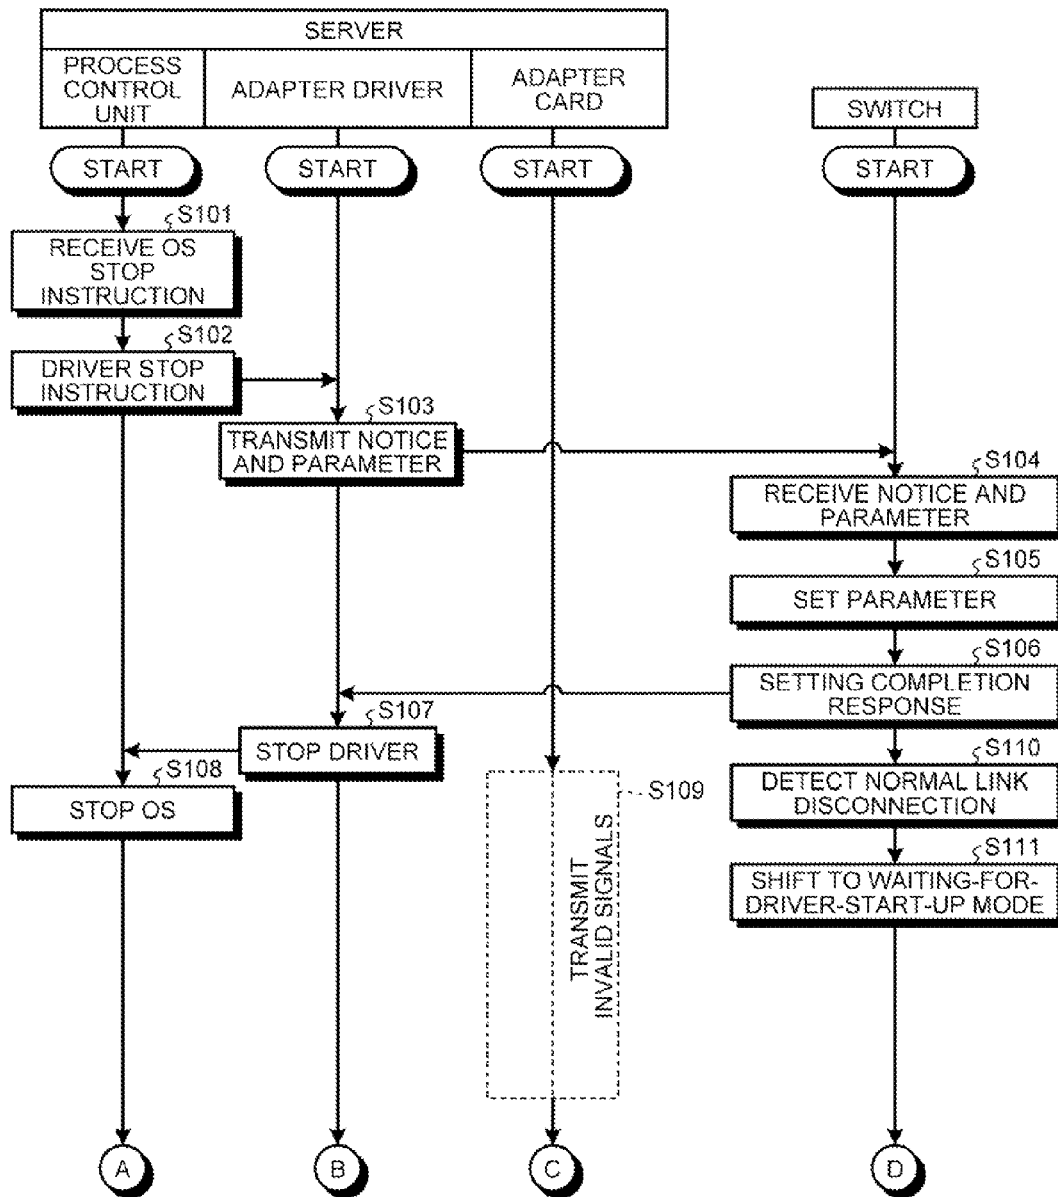 SERVER
PROCESS
CONTROL
UNIT
ADAPTER DRIVER
ADAPTER
CARD
SWITCH
START
START
START
START
S101
RECEIVE OS
STOP
INSTRUCTION
S102
DRIVER STOP
INSTRUCTION
S103
TRANSMIT NOTICE
AND PARAMETER
S104
RECEIVE NOTICE AND
PARAMETER
S105
SET PARAMETER
S106
SETTING COMPLETION
RESPONSE
S107
STOP DRIVER
S108
STOP OS
S109
TRANSMIT
INVALID SIGNALS
S110
DETECT NORMAL LINK
DISCONNECTION
S111
SHIFT TO WAITING-FOR-
DRIVER-START-UP MODE
A
B
C
D